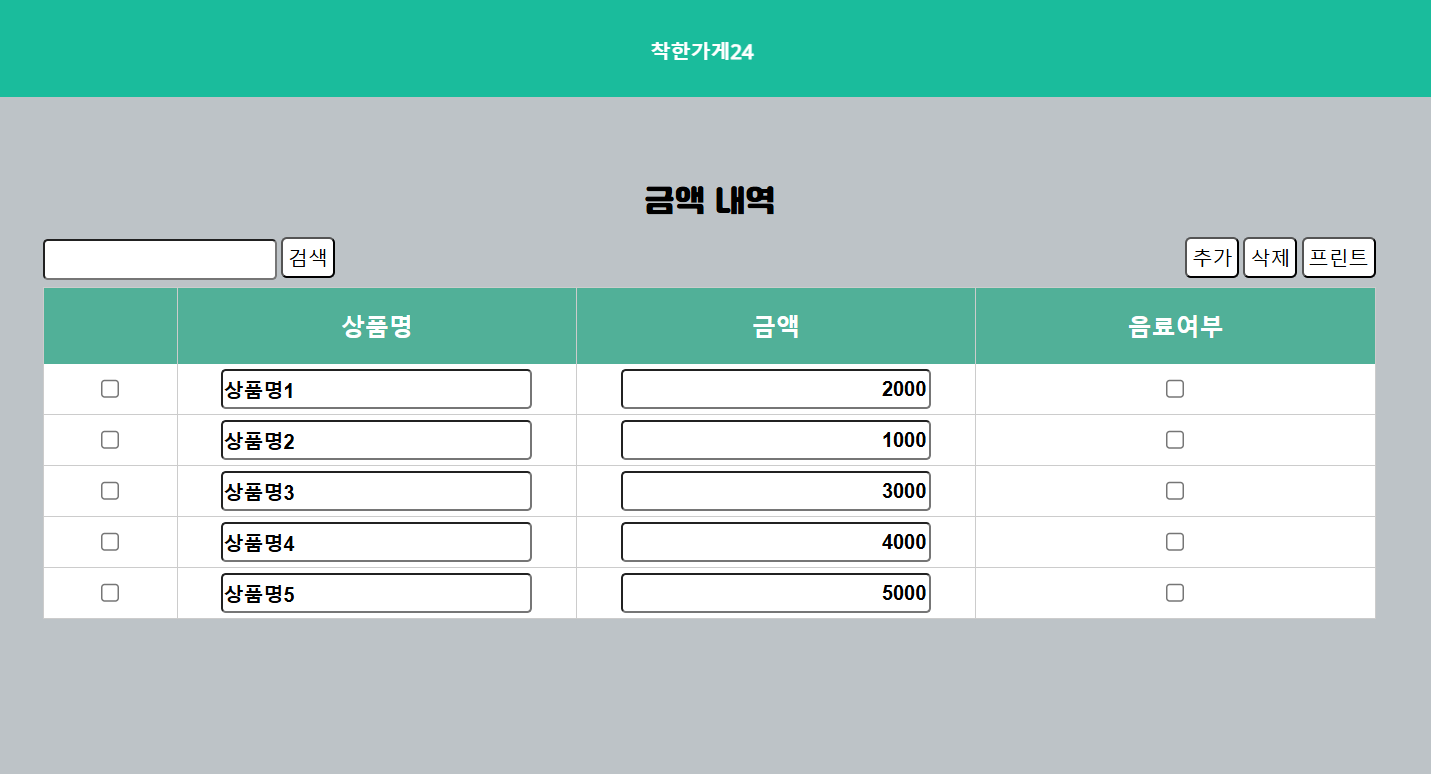 착한가게24
금액 내역
검색 추가 삭제 프린트
상품명 금액 음료여부
상품명1 2000
상품명2 1000
상품명3 3000
상품명4 4000
상품명5 5000